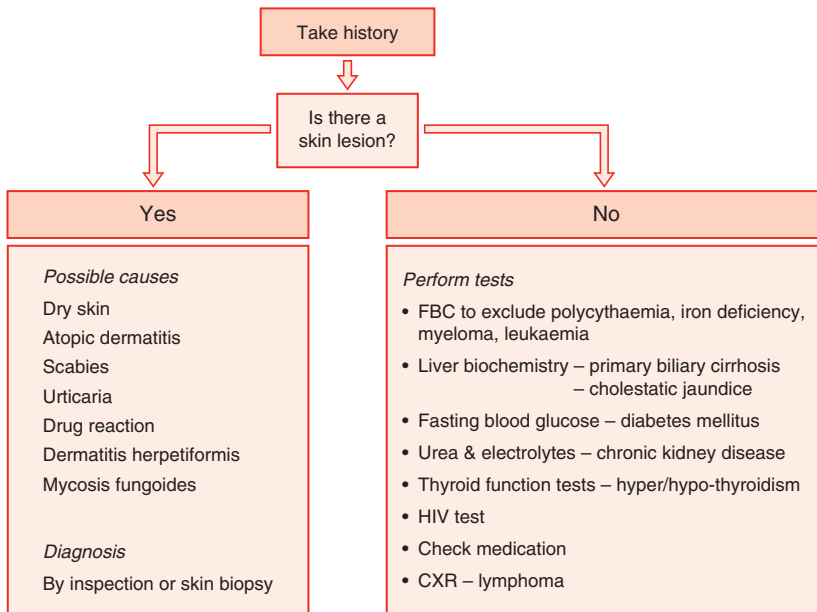 Take history
Is there a
skin lesion?
Yes
Possible causes
Dry skin
Atopic dermatitis
Scabies
Urticaria
Drug reaction
Dermatitis herpetiformis
Mycosis fungoides
Diagnosis
By inspection or skin biopsy
No
Perform tests
• FBC to exclude polycythaemia, iron deficiency,
myeloma, leukaemia
• Liver biochemistry – primary biliary cirrhosis
– cholestatic jaundice
• Fasting blood glucose – diabetes mellitus
• Urea & electrolytes – chronic kidney disease
• Thyroid function tests – hyper/hypo-thyroidism
• HIV test
• Check medication
• CXR – lymphoma